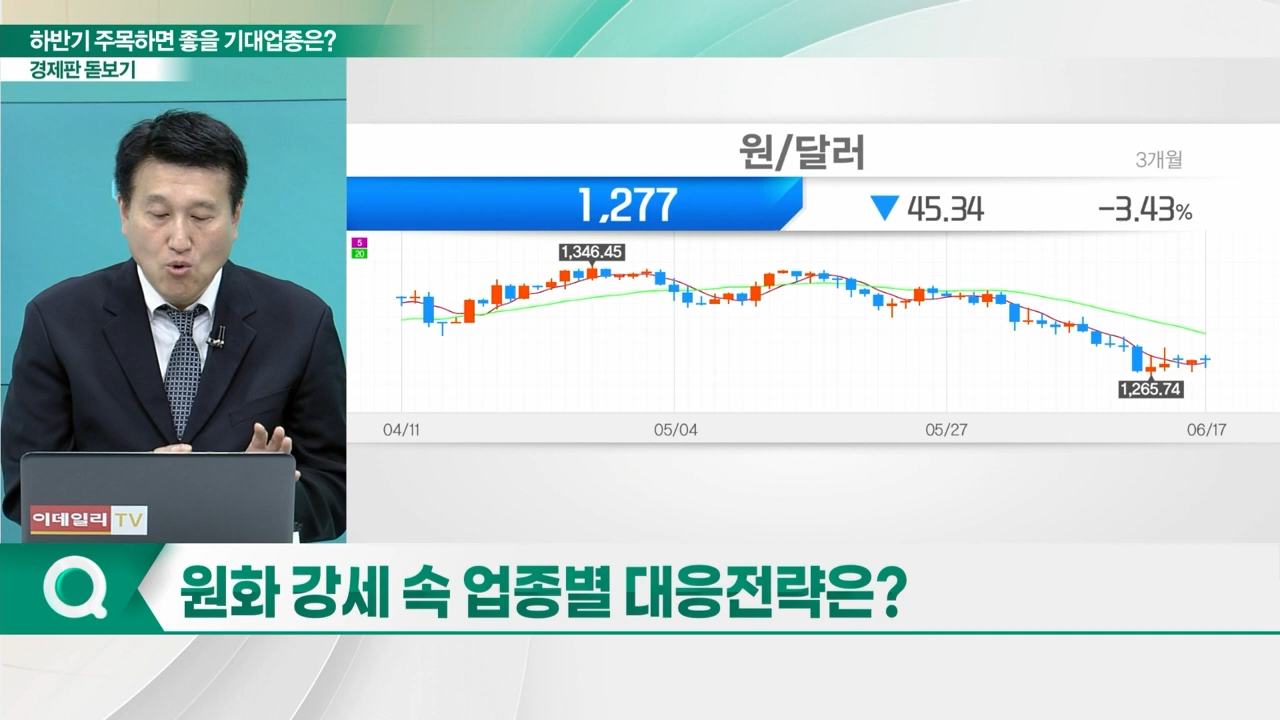 하반기 주목하면 좋을 기대업종은?
경제판 돋보기
원/달러
3개월
1,277
▼ 45.34
-3.43%
5
20
1,346.45
1,265.74
04/11
05/04
05/27
06/17
이데일리 TV
Q
원화 강세 속 업종별 대응전략은?